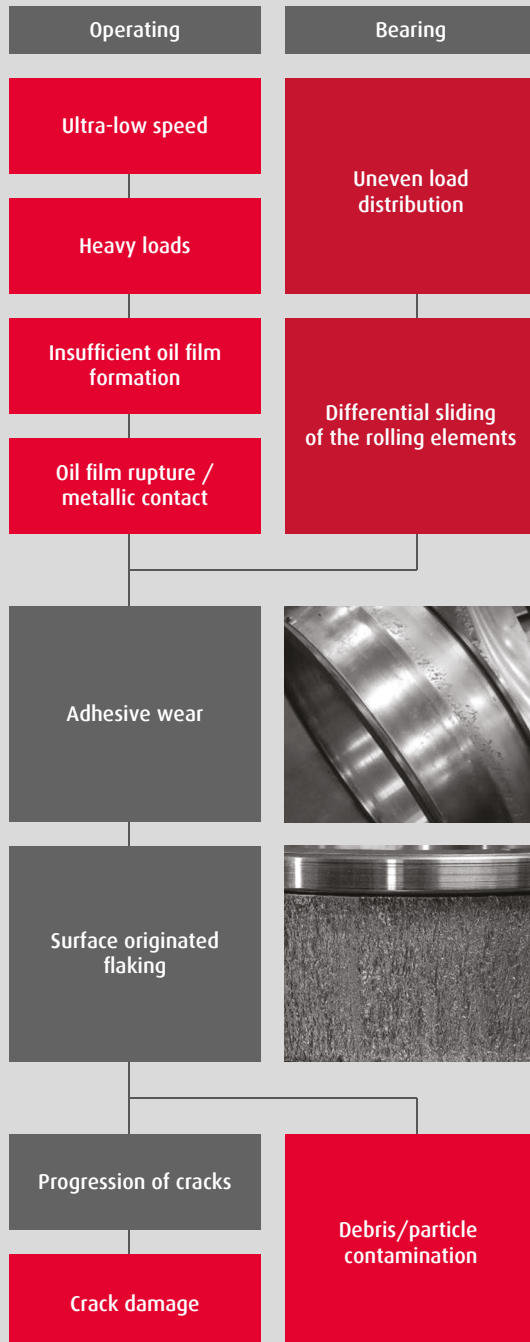 Operating
Bearing
Ultra-low speed
Uneven load
distribution
Heavy loads
Insufficient oil film
formation
Differential sliding
of the rolling elements
Oil film rupture /
metallic contact
Adhesive wear
Surface originated
flaking
Progression of cracks
Debris/particle
contamination
Crack damage